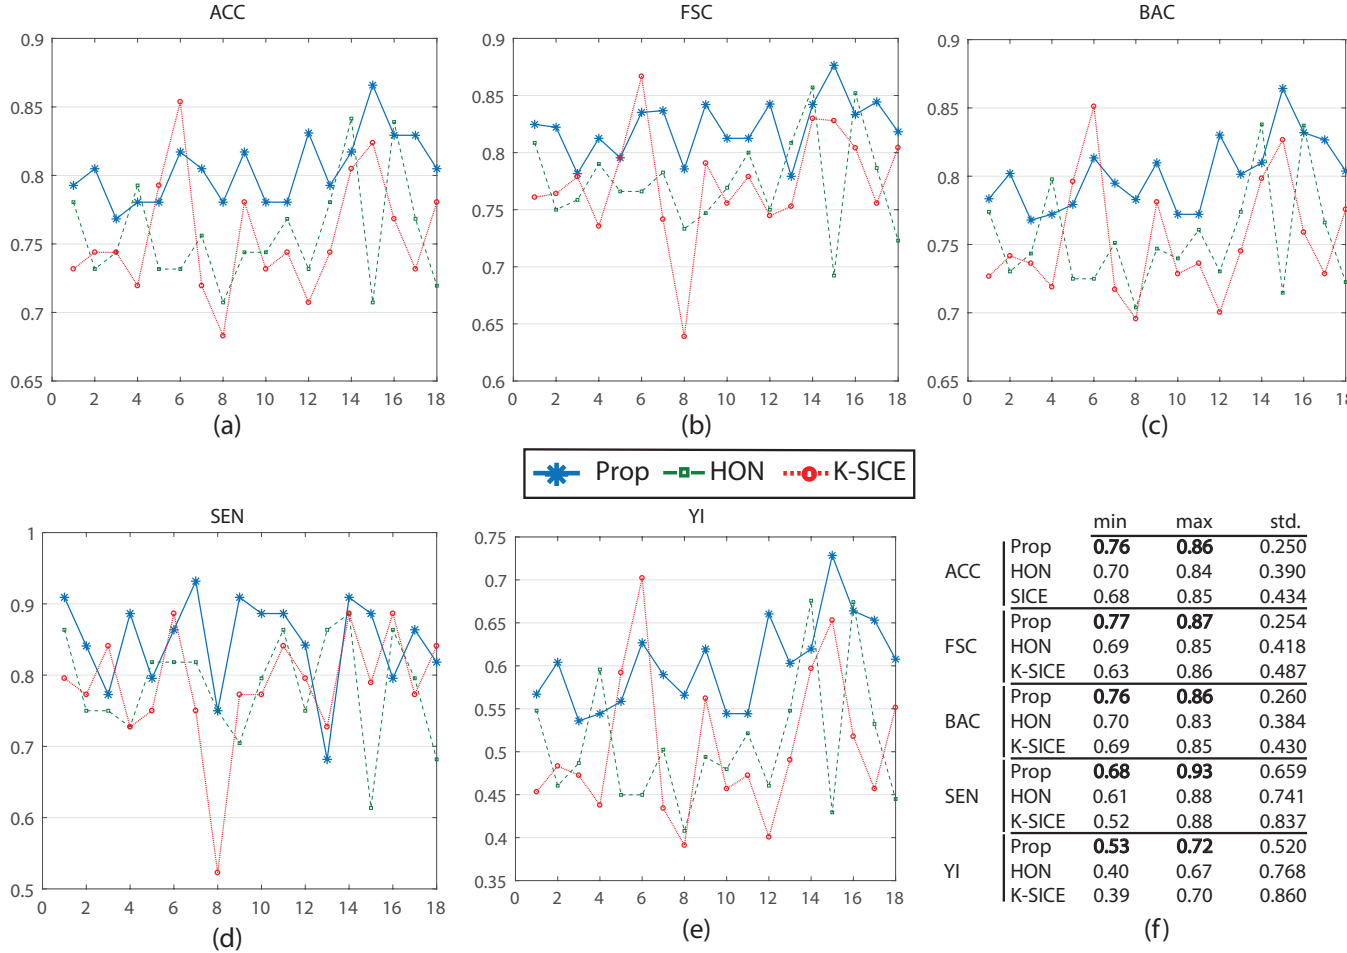 ACC
0.9
0.85
0.8
0.75
0.7
0.65
0 2 4 6 8 10 12 14 16 18
(a)
FSC
0.9
0.85
0.8
0.75
0.7
0.65
0.6
0 2 4 6 8 10 12 14 16 18
(b)
BAC
0.9
0.85
0.8
0.75
0.7
0.65
0 2 4 6 8 10 12 14 16 18
(c)
Prop HON K-SICE
SEN
1
0.9
0.8
0.7
0.6
0.5
0 2 4 6 8 10 12 14 16 18
(d)
YI
0.75
0.7
0.65
0.6
0.55
0.5
0.45
0.4
0.35
0 2 4 6 8 10 12 14 16 18
(e)
min max std.
ACC
Prop 0.76 0.86 0.250
HON 0.70 0.84 0.390
SICE 0.68 0.85 0.434
FSC
Prop 0.77 0.87 0.254
HON 0.69 0.85 0.418
K-SICE 0.63 0.86 0.487
BAC
Prop 0.76 0.86 0.260
HON 0.70 0.83 0.384
K-SICE 0.69 0.85 0.430
SEN
Prop 0.68 0.93 0.659
HON 0.61 0.88 0.741
K-SICE 0.52 0.88 0.837
YI
Prop 0.53 0.72 0.520
HON 0.40 0.67 0.768
K-SICE 0.39 0.70 0.860
(f)